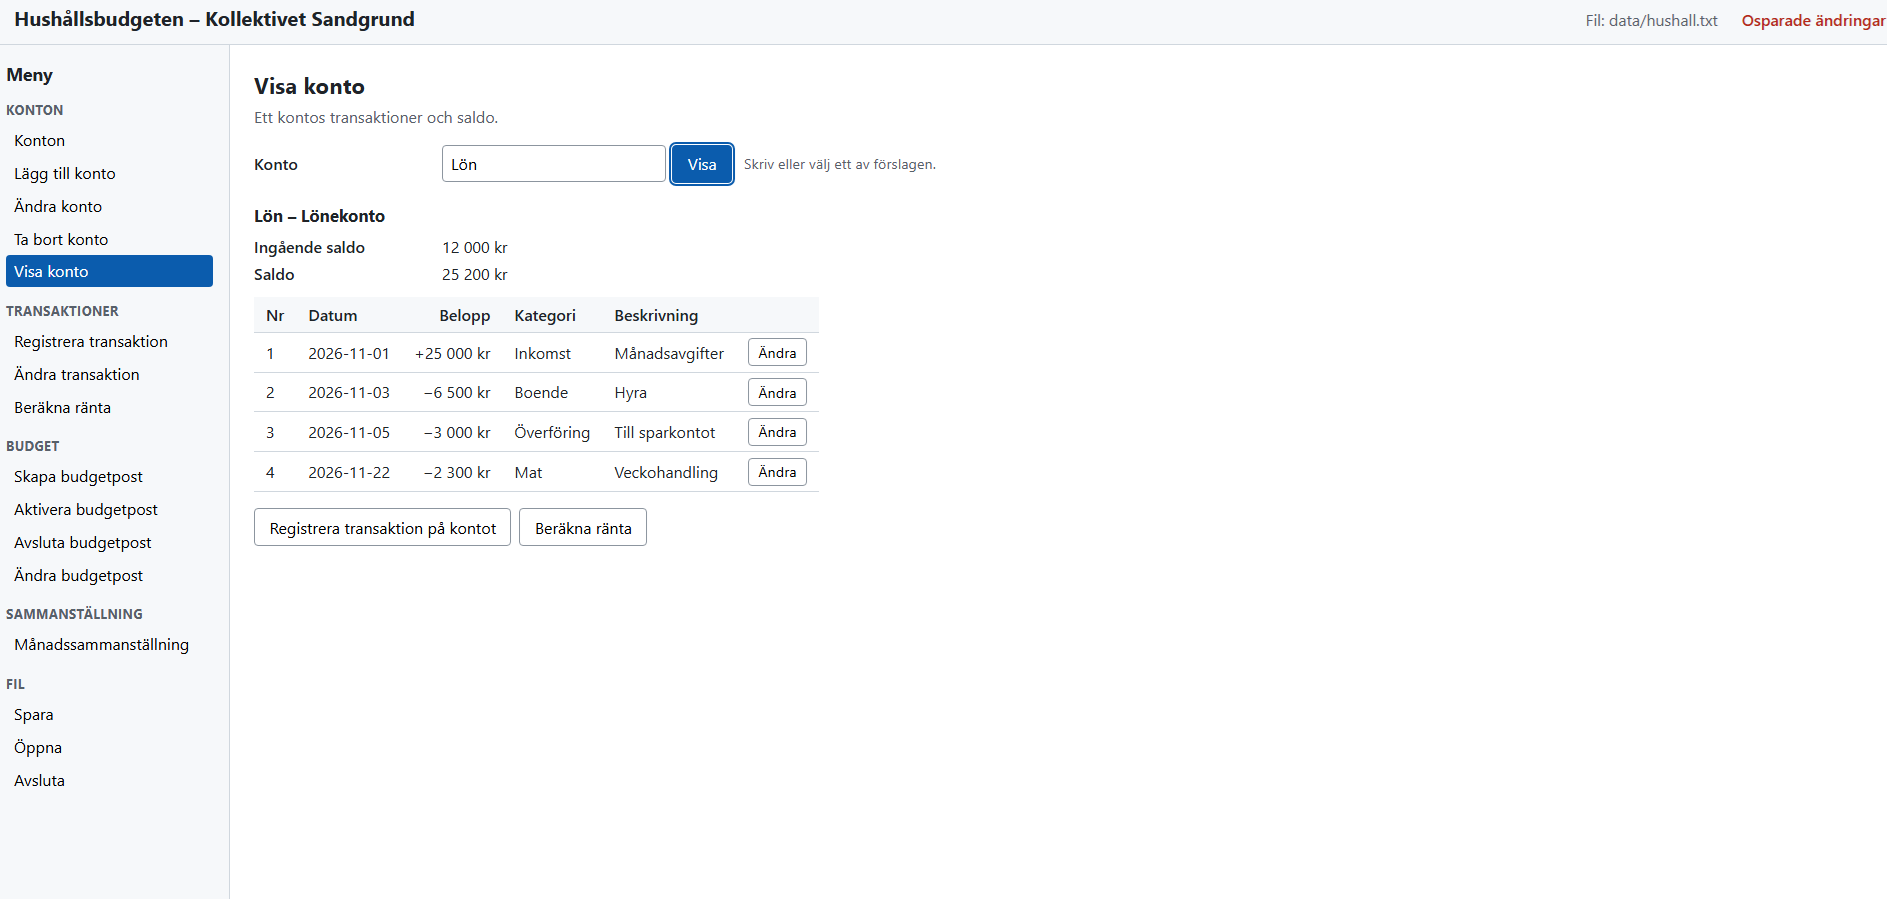 Hushållsbudgeten – Kollektivet Sandgrund
Fil: data/hushall.txt
Osparade ändringar
Meny
KONTON
Konton
Lägg till konto
Ändra konto
Ta bort konto
Visa konto
TRANSAKTIONER
Registrera transaktion
Ändra transaktion
Beräkna ränta
BUDGET
Skapa budgetpost
Aktivera budgetpost
Avsluta budgetpost
Ändra budgetpost
SAMMANSTÄLLNING
Månadssammanställning
FIL
Spara
Öppna
Avsluta
Visa konto
Ett kontos transaktioner och saldo.
Konto Lön Visa Skriv eller välj ett av förslagen.
Lön – Lönekonto
Ingående saldo 12 000 kr
Saldo 25 200 kr
Nr Datum Belopp Kategori Beskrivning
1 2026-11-01 +25 000 kr Inkomst Månadsavgifter Ändra
2 2026-11-03 −6 500 kr Boende Hyra Ändra
3 2026-11-05 −3 000 kr Överföring Till sparkontot Ändra
4 2026-11-22 −2 300 kr Mat Veckohandling Ändra
Registrera transaktion på kontot Beräkna ränta